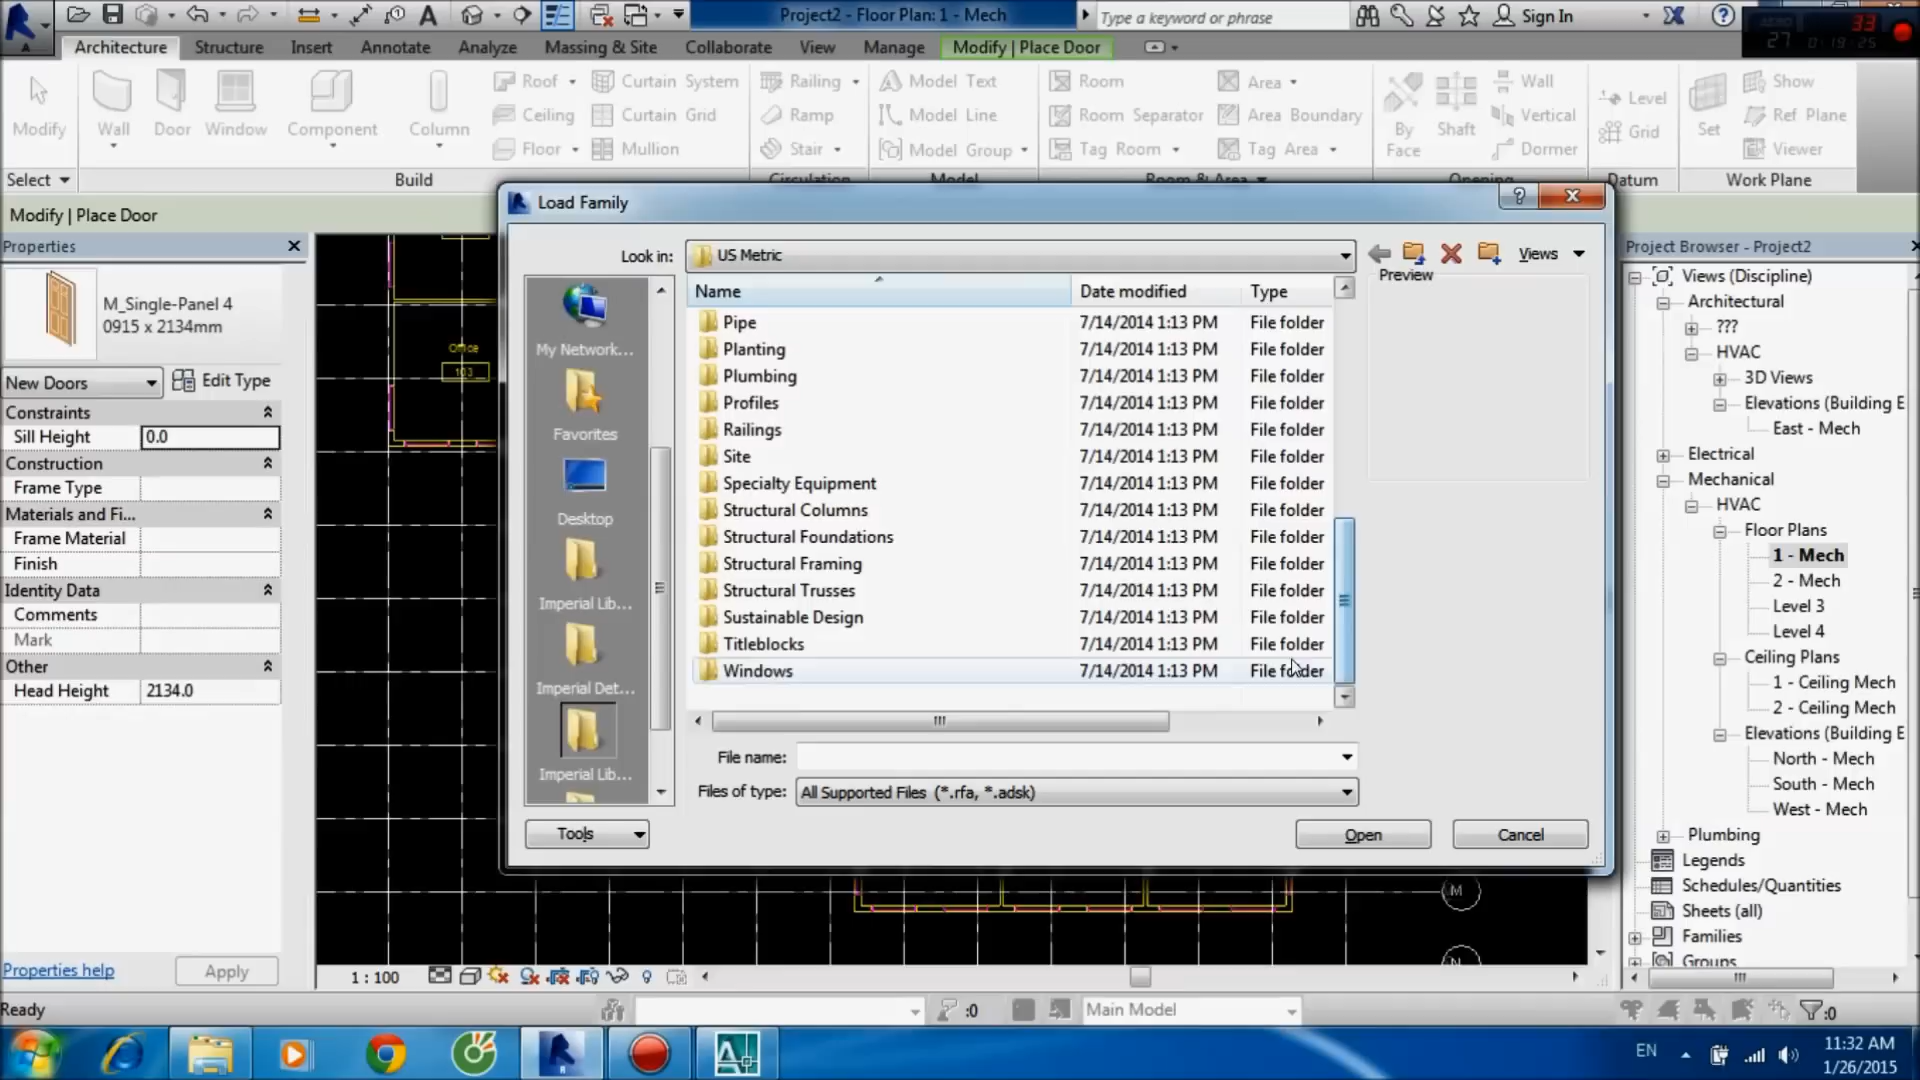 Project2 - Floor Plan: 1 - Mech
Type a keyword or phrase
Sign In
27
33
Architecture Structure Insert Annotate Analyze Massing & Site Collaborate View Manage Modify | Place Door
Modify
Wall
Door
Window
Component
Column
Roof
Ceiling
Floor
Curtain System
Curtain Grid
Mullion
Railing
Ramp
Stair
Model Text
Model Line
Model Group
Room
Room Separator
Tag Room
Area
Area Boundary
Tag Area
By Face
Shaft
Wall
Vertical
Dormer
Level
Grid
Set
Show
Ref Plane
Viewer
Select
Build
Circulation
Model
Room & Area
Opening
Datum
Work Plane
Modify | Place Door
Properties
M_Single-Panel 4
0915 x 2134mm
New Doors
Edit Type
Constraints
Sill Height 0.0
Construction
Frame Type
Materials and Fi...
Frame Material
Finish
Identity Data
Comments
Mark
Other
Head Height 2134.0
Properties help
Apply
Office
103
Load Family
Look in: US Metric
Views
Preview
My Network...
Favorites
Desktop
Imperial Lib...
Imperial Det...
Imperial Lib...
Name Date modified Type
Pipe 7/14/2014 1:13 PM File folder
Planting 7/14/2014 1:13 PM File folder
Plumbing 7/14/2014 1:13 PM File folder
Profiles 7/14/2014 1:13 PM File folder
Railings 7/14/2014 1:13 PM File folder
Site 7/14/2014 1:13 PM File folder
Specialty Equipment 7/14/2014 1:13 PM File folder
Structural Columns 7/14/2014 1:13 PM File folder
Structural Foundations 7/14/2014 1:13 PM File folder
Structural Framing 7/14/2014 1:13 PM File folder
Structural Trusses 7/14/2014 1:13 PM File folder
Sustainable Design 7/14/2014 1:13 PM File folder
Titleblocks 7/14/2014 1:13 PM File folder
Windows 7/14/2014 1:13 PM File folder
File name:
Files of type: All Supported Files (*.rfa, *.adsk)
Tools
Open
Cancel
M
N
Project Browser - Project2
Views (Discipline)
Architectural
???
HVAC
3D Views
Elevations (Building E
East - Mech
Electrical
Mechanical
HVAC
Floor Plans
1 - Mech
2 - Mech
Level 3
Level 4
Ceiling Plans
1 - Ceiling Mech
2 - Ceiling Mech
Elevations (Building E
North - Mech
South - Mech
West - Mech
Plumbing
Legends
Schedules/Quantities
Sheets (all)
Families
Groups
1 : 100
Ready
:0
Main Model
:0
EN
11:32 AM
1/26/2015